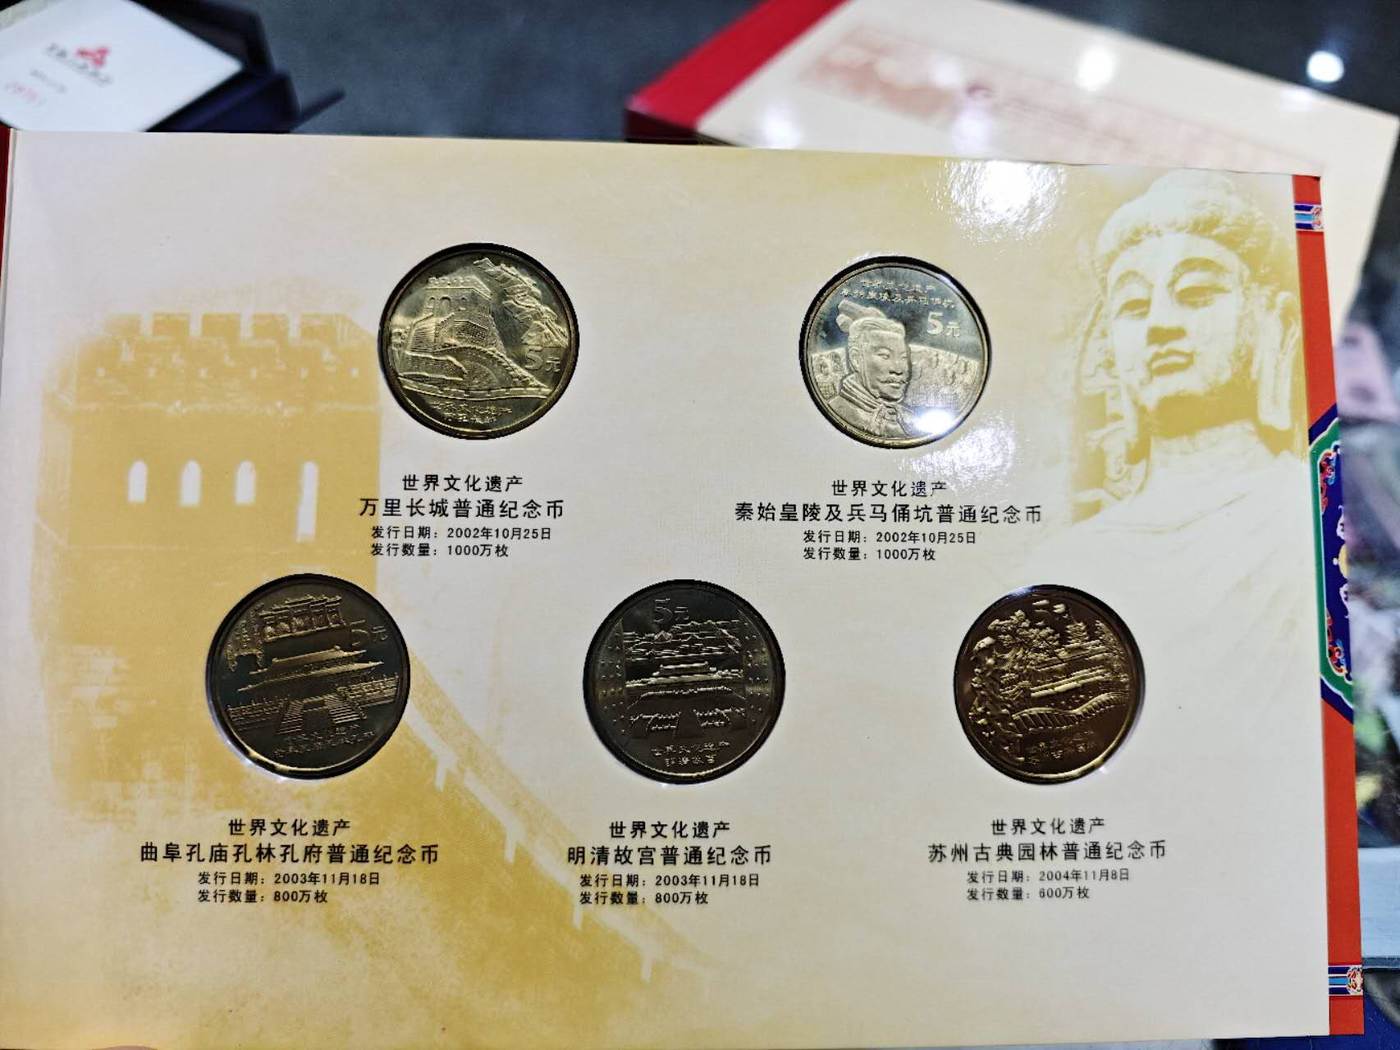 世界文化遗产
万里长城普通纪念币
发行日期：2002年10月25日
发行数量：1000万枚
5元
世界文化遗产
秦始皇陵及兵马俑坑普通纪念币
发行日期：2002年10月25日
发行数量：1000万枚
5元
世界文化遗产
曲阜孔庙孔林孔府普通纪念币
发行日期：2003年11月18日
发行数量：800万枚
5元
世界文化遗产
明清故宫普通纪念币
发行日期：2003年11月18日
发行数量：800万枚
5元
世界文化遗产
苏州古典园林普通纪念币
发行日期：2004年11月8日
发行数量：600万枚